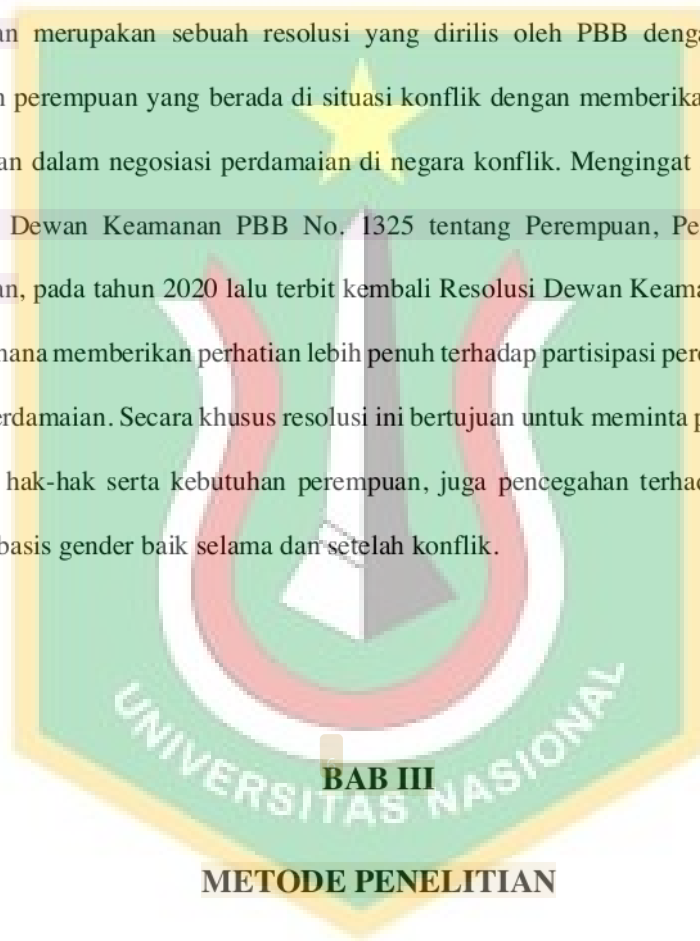 an merupakan sebuah resolusi yang dirilis oleh PBB denga
perempuan yang berada di situasi konflik dengan memberika
an dalam negosiasi perdamaian di negara konflik. Mengingat
Dewan Keamanan PBB No. 1325 tentang Perempuan, Pe
an, pada tahun 2020 lalu terbit kembali Resolusi Dewan Keama
mana memberikan perhatian lebih penuh terhadap partisipasi pere
erdamaian. Secara khusus resolusi ini bertujuan untuk meminta p
hak-hak serta kebutuhan perempuan, juga pencegahan terhad
basis gender baik selama dan setelah konflik.
UNIVERSITAS NASIONAL
BAB III
METODE PENELITIAN